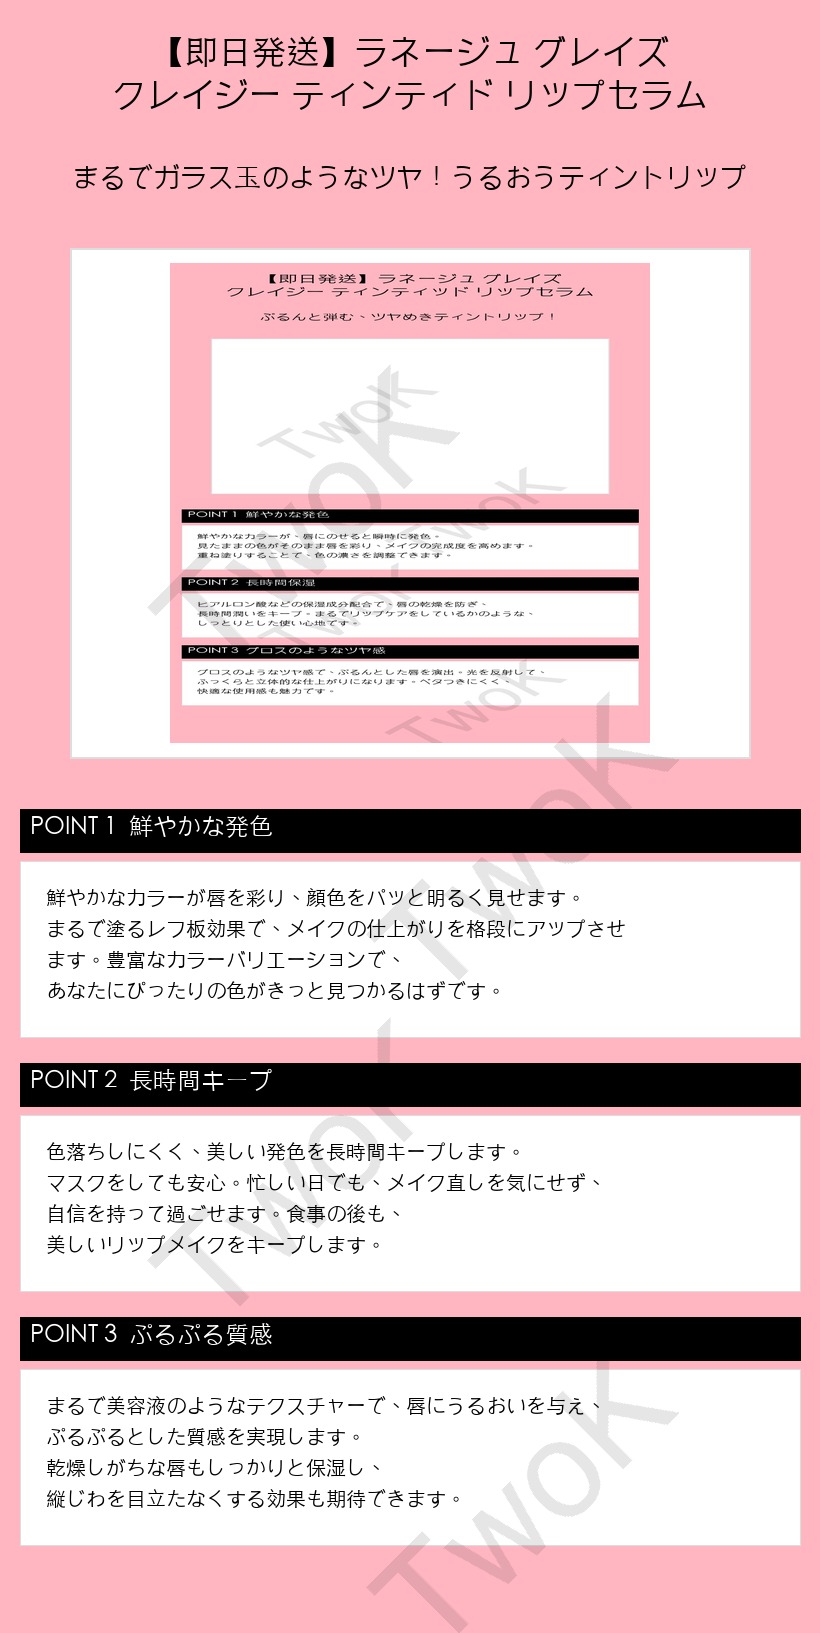 【即日発送】ラネージュ グレイズ
クレイジー ティンティド リップセラム
まるでガラス玉のようなツヤ！うるおうティントリップ
【即日発送】ラネージュ グレイズ
クレイジー ティンティッド リップセラム
ぷるんと弾む、ツヤめきティントリップ！
TwoK
TwoK
TwoK
POINT 1 鮮やかな発色
鮮やかなカラーが、唇にのせると瞬時に発色。
見たままの色がそのまま唇を彩り、メイクの完成度を高めます。
重ね塗りすることで、色の濃さを調整できます。
POINT 2 長時間保湿
ヒアルロン酸などの保湿成分配合で、唇の乾燥を防ぎ、
長時間潤いをキープ。まるでリップケアをしているかのような、
しっとりとした使い心地です。
TwoK
POINT 3 グロスのようなツヤ感
グロスのようなツヤ感で、ぷるんとした唇を演出。光を反射して、
ふっくらと立体的な仕上がりになります。ベタつきにくく、
快適な使用感も魅力です。
TwoK
TwoK
POINT 1 鮮やかな発色
鮮やかなカラーが唇を彩り、顔色をパッと明るく見せます。
まるで塗るレフ板効果で、メイクの仕上がりを格段にアップさせ
ます。豊富なカラーバリエーションで、
あなたにぴったりの色がきっと見つかるはずです。
POINT 2 長時間キープ
色落ちしにくく、美しい発色を長時間キープします。
マスクをしても安心。忙しい日でも、メイク直しを気にせず、
自信を持って過ごせます。食事の後も、
美しいリップメイクをキープします。
TwoK
POINT 3 ぷるぷる質感
まるで美容液のようなテクスチャーで、唇にうるおいを与え、
ぷるぷるとした質感を実現します。
乾燥しがちな唇もしっかりと保湿し、
縦じわを目立たなくする効果も期待できます。
TwoK